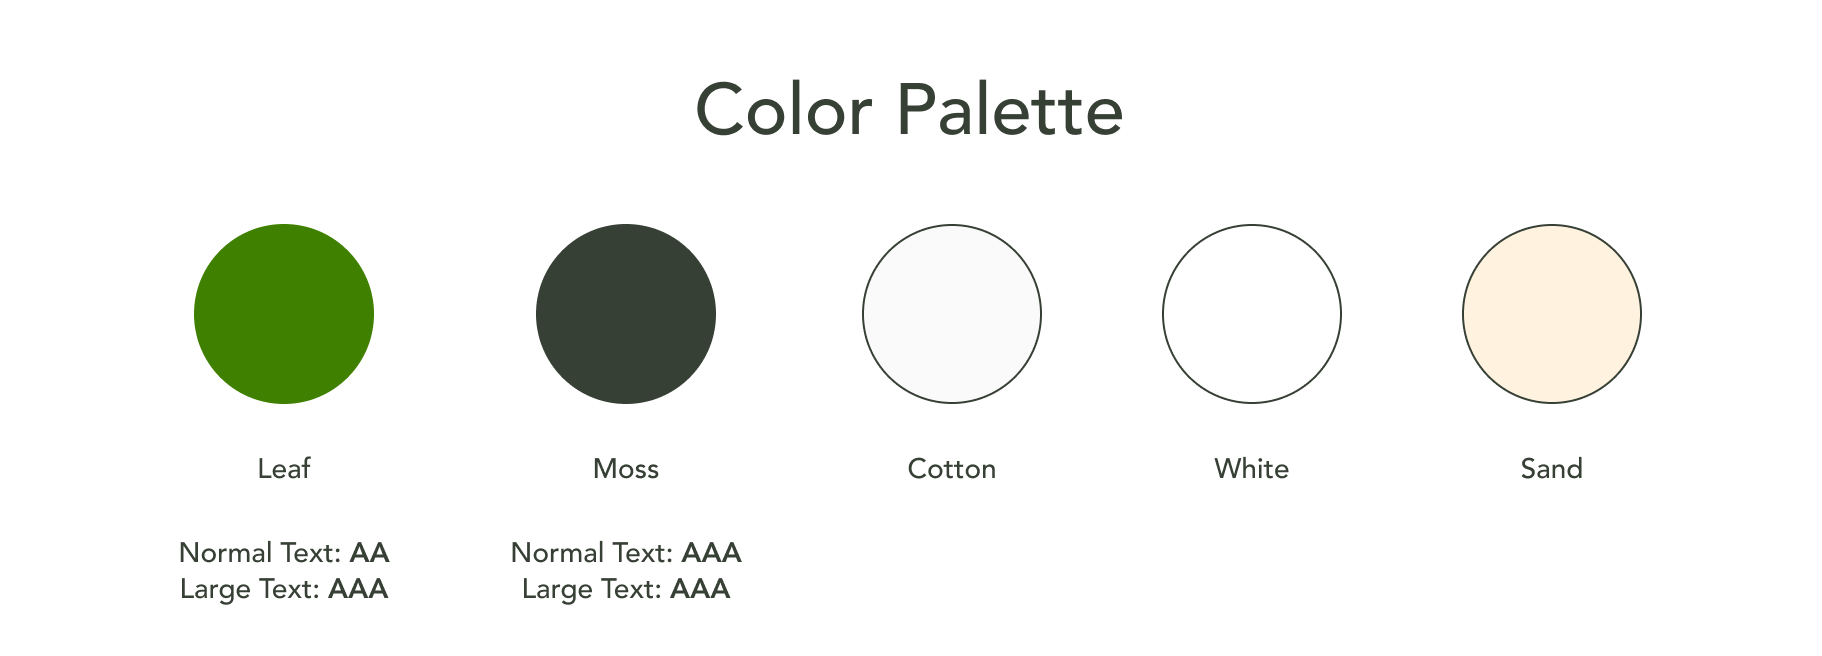 Color Palette
Leaf
Moss
Cotton
White
Sand
Normal Text: AA
Large Text: AAA
Normal Text: AAA
Large Text: AAA